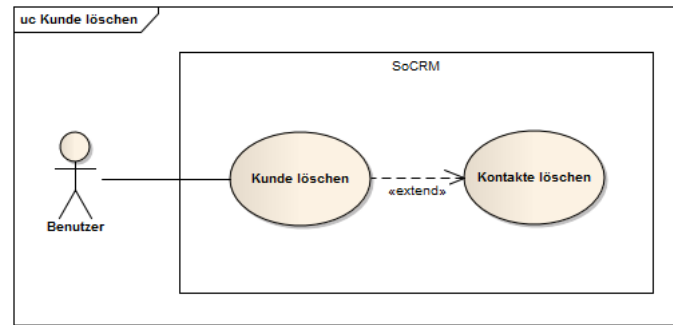 uc Kunde löschen
SoCRM
Kunde löschen
«extend»
Kontakte löschen
Benutzer